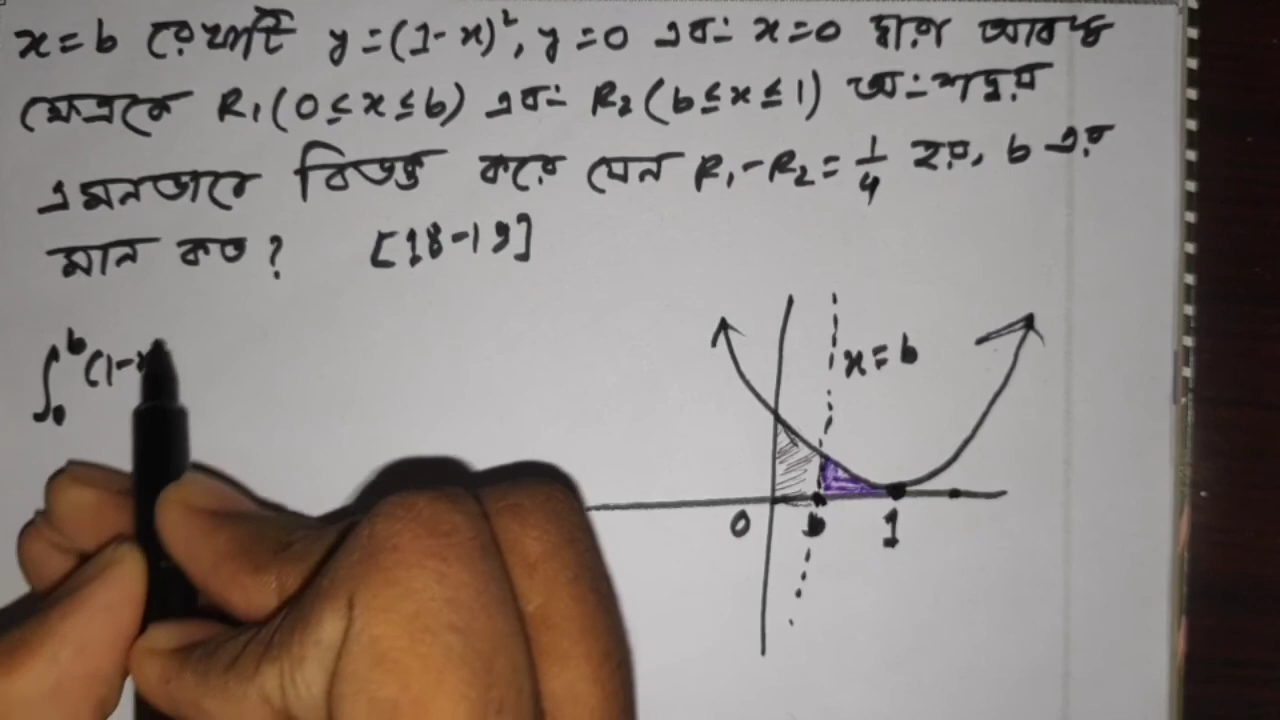 x = b রেখাটি y = (1-x)², y = 0 এবং x = 0 দ্বারা আবদ্ধ
ক্ষেত্রকে R₁ (0 ≤ x ≤ b) এবং R₂ (b ≤ x ≤ 1) অংশদ্বয়
এমনভাবে বিভক্ত করে যেন R₁ - R₂ = 1/4 হয়, b এর
মান কত? [18-19]
∫₀ᵇ (1-x
x = b
0 b 1